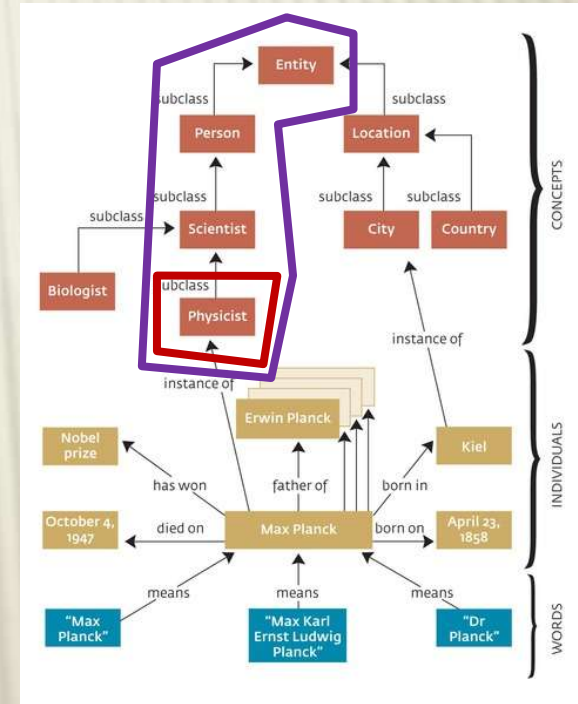 Entity
subclass
subclass
Person
Location
subclass
subclass
subclass
subclass
Scientist
City
Country
Biologist
ubclass
Physicist
CONCEPTS
instance of
instance of
Erwin Planck
Nobel
prize
Kiel
has won
father of
born in
October 4,
1947
died on
Max Planck
born on
April 23,
1858
INDIVIDUALS
means
means
means
"Max
Planck"
"Max Karl
Ernst Ludwig
Planck"
"Dr
Planck"
WORDS